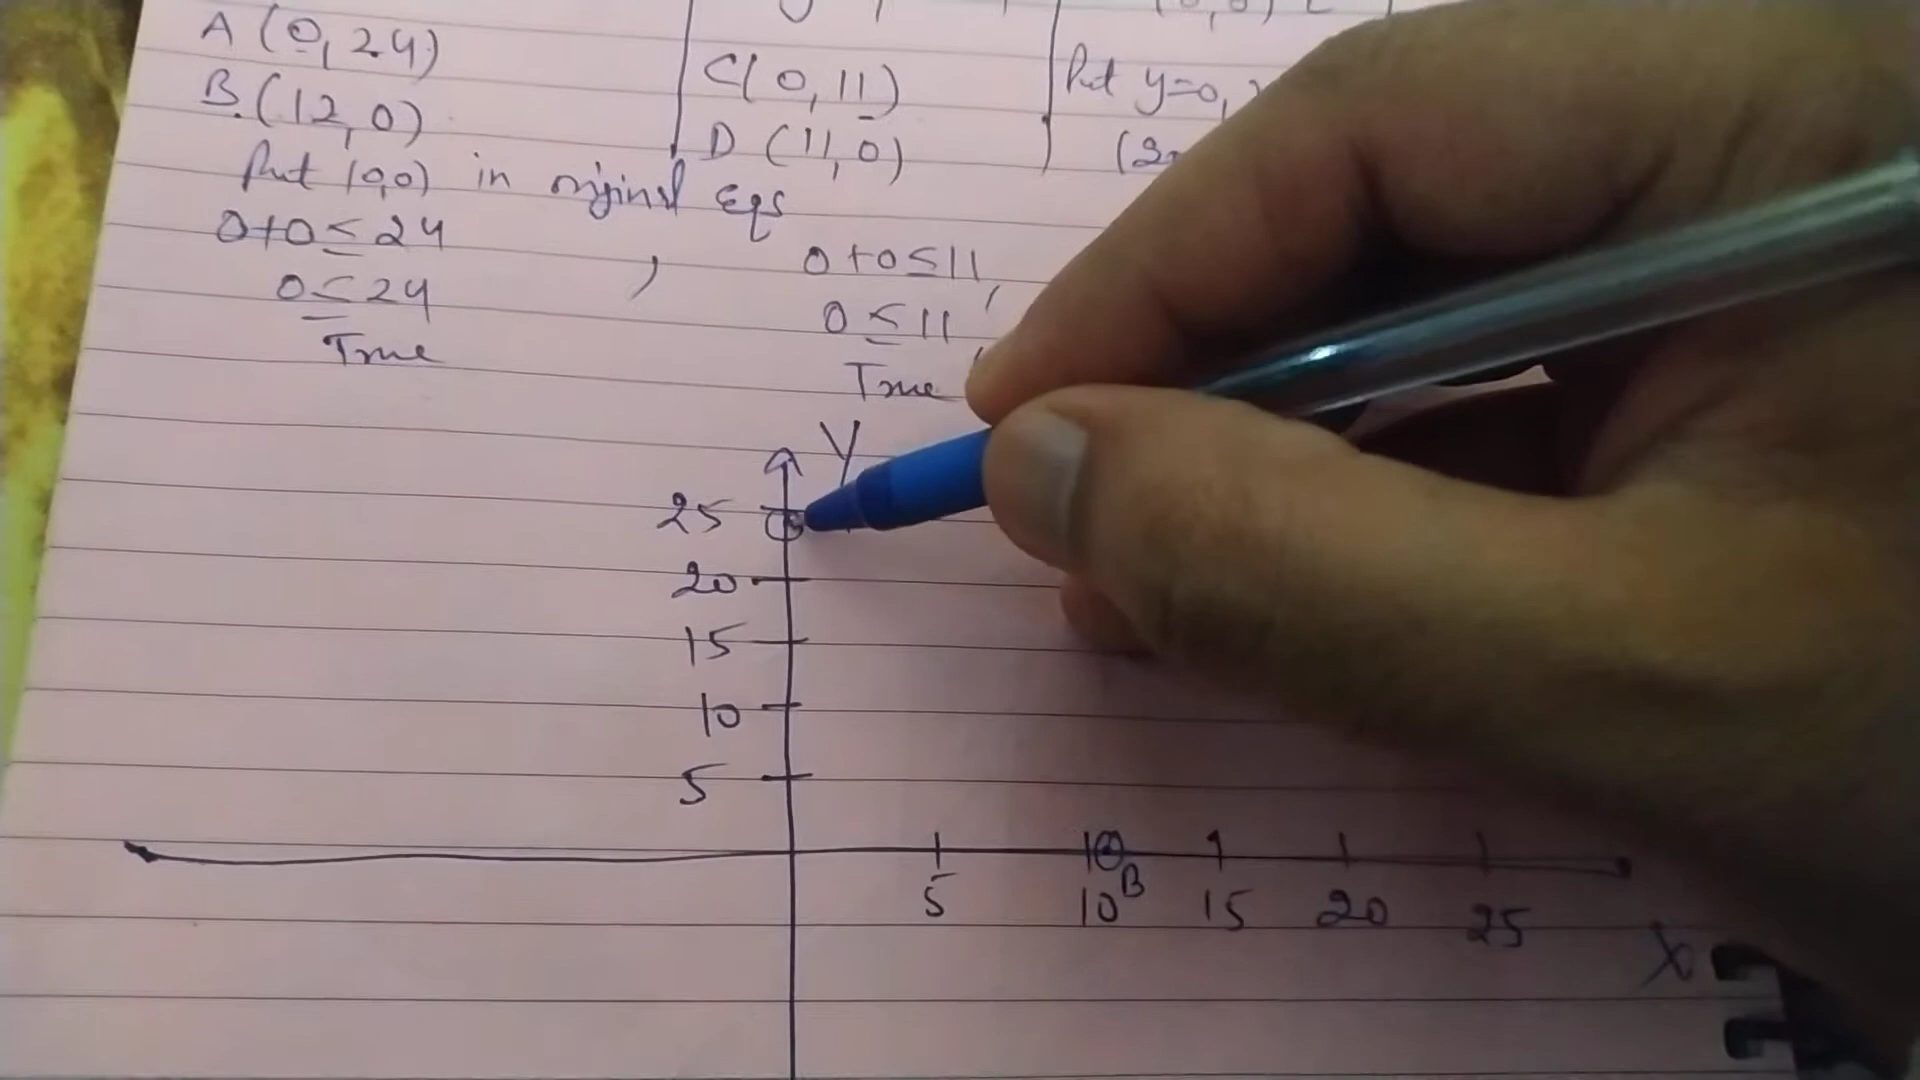 A (0, 24)
B. (12, 0)
C(0, 11)
D (11, 0)
Put y=0,
Put (0,0) in original Eqs
0+0≤24
0≤24
True
,
0+0≤11,
0≤11,
True
Y
25
20
15
10
5
5
10
B
15
20
25
X